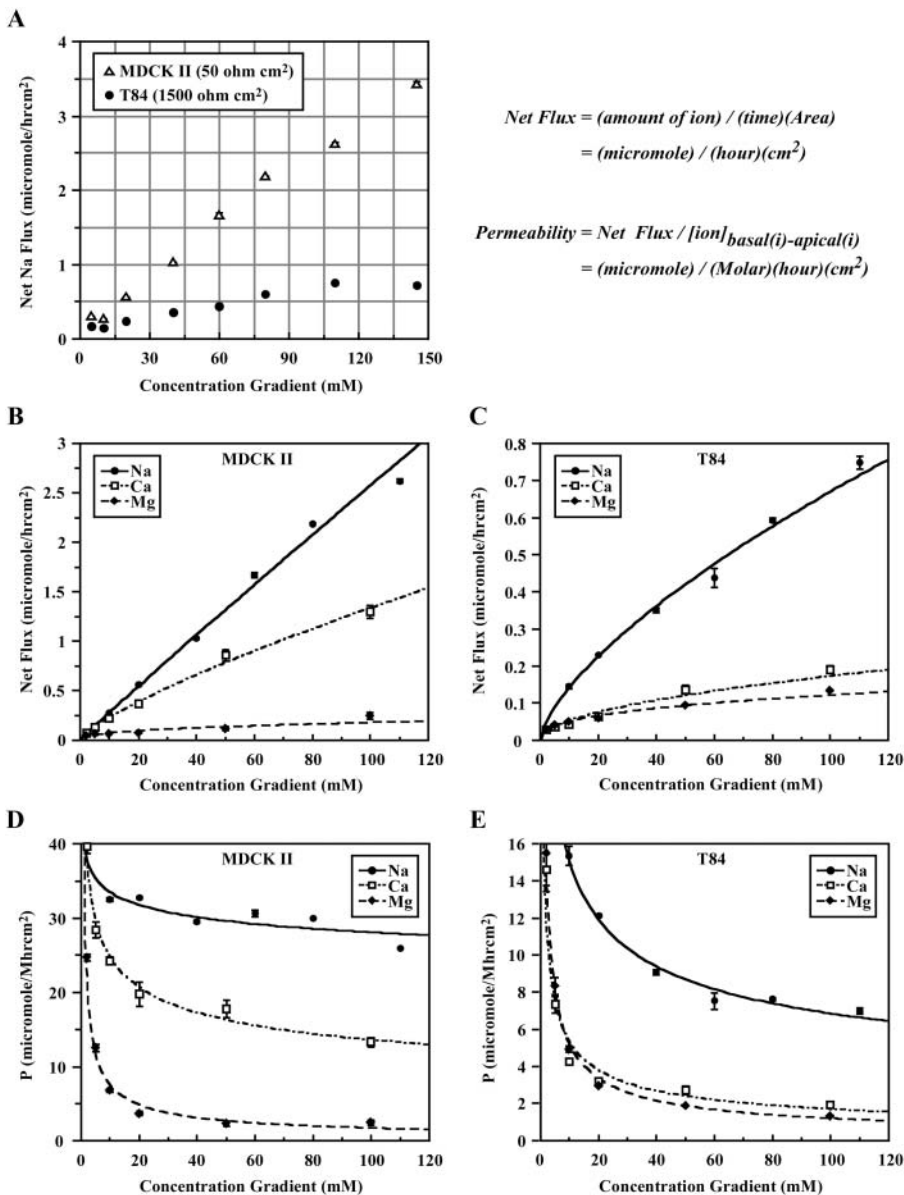 A
Net Na Flux (micromole/hrcm²)
4
3
2
1
0
MDCK II (50 ohm cm²)
T84 (1500 ohm cm²)
0 30 60 90 120 150
Concentration Gradient (mM)
Net Flux = (amount of ion) / (time)(Area)
= (micromole) / (hour)(cm²)
Permeability = Net Flux / [ion]basal(i)-apical(i)
= (micromole) / (Molar)(hour)(cm²)
B
Net Flux (micromole/hrcm²)
3
2.5
2
1.5
1
0.5
0
MDCK II
Na
Ca
Mg
0 20 40 60 80 100 120
Concentration Gradient (mM)
C
Net Flux (micromole/hrcm²)
0.8
0.7
0.6
0.5
0.4
0.3
0.2
0.1
0
T84
Na
Ca
Mg
0 20 40 60 80 100 120
Concentration Gradient (mM)
D
P (micromole/Mhrcm²)
40
30
20
10
0
MDCK II
Na
Ca
Mg
0 20 40 60 80 100 120
Concentration Gradient (mM)
E
P (micromole/Mhrcm²)
16
14
12
10
8
6
4
2
0
T84
Na
Ca
Mg
0 20 40 60 80 100 120
Concentration Gradient (mM)